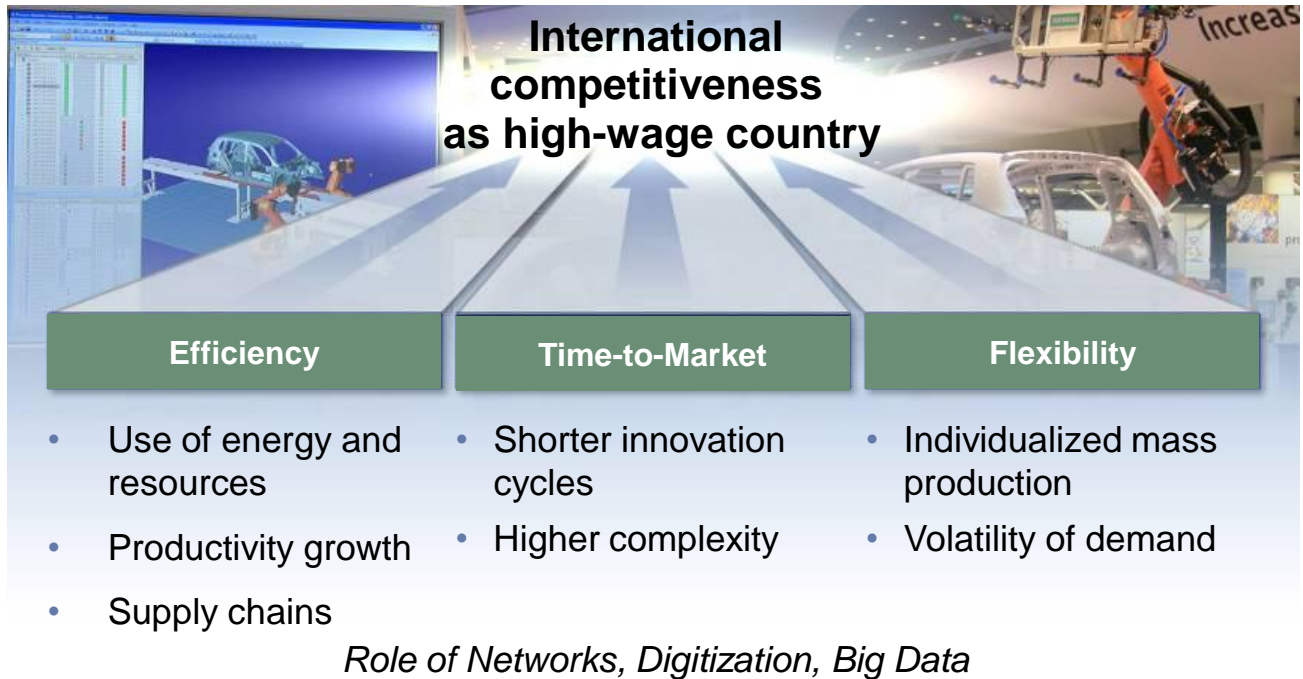 International
competitiveness
as high-wage country
Increas
Efficiency
Time-to-Market
Flexibility
• Use of energy and
resources
• Productivity growth
• Supply chains
• Shorter innovation
cycles
• Higher complexity
• Individualized mass
production
• Volatility of demand
Role of Networks, Digitization, Big Data